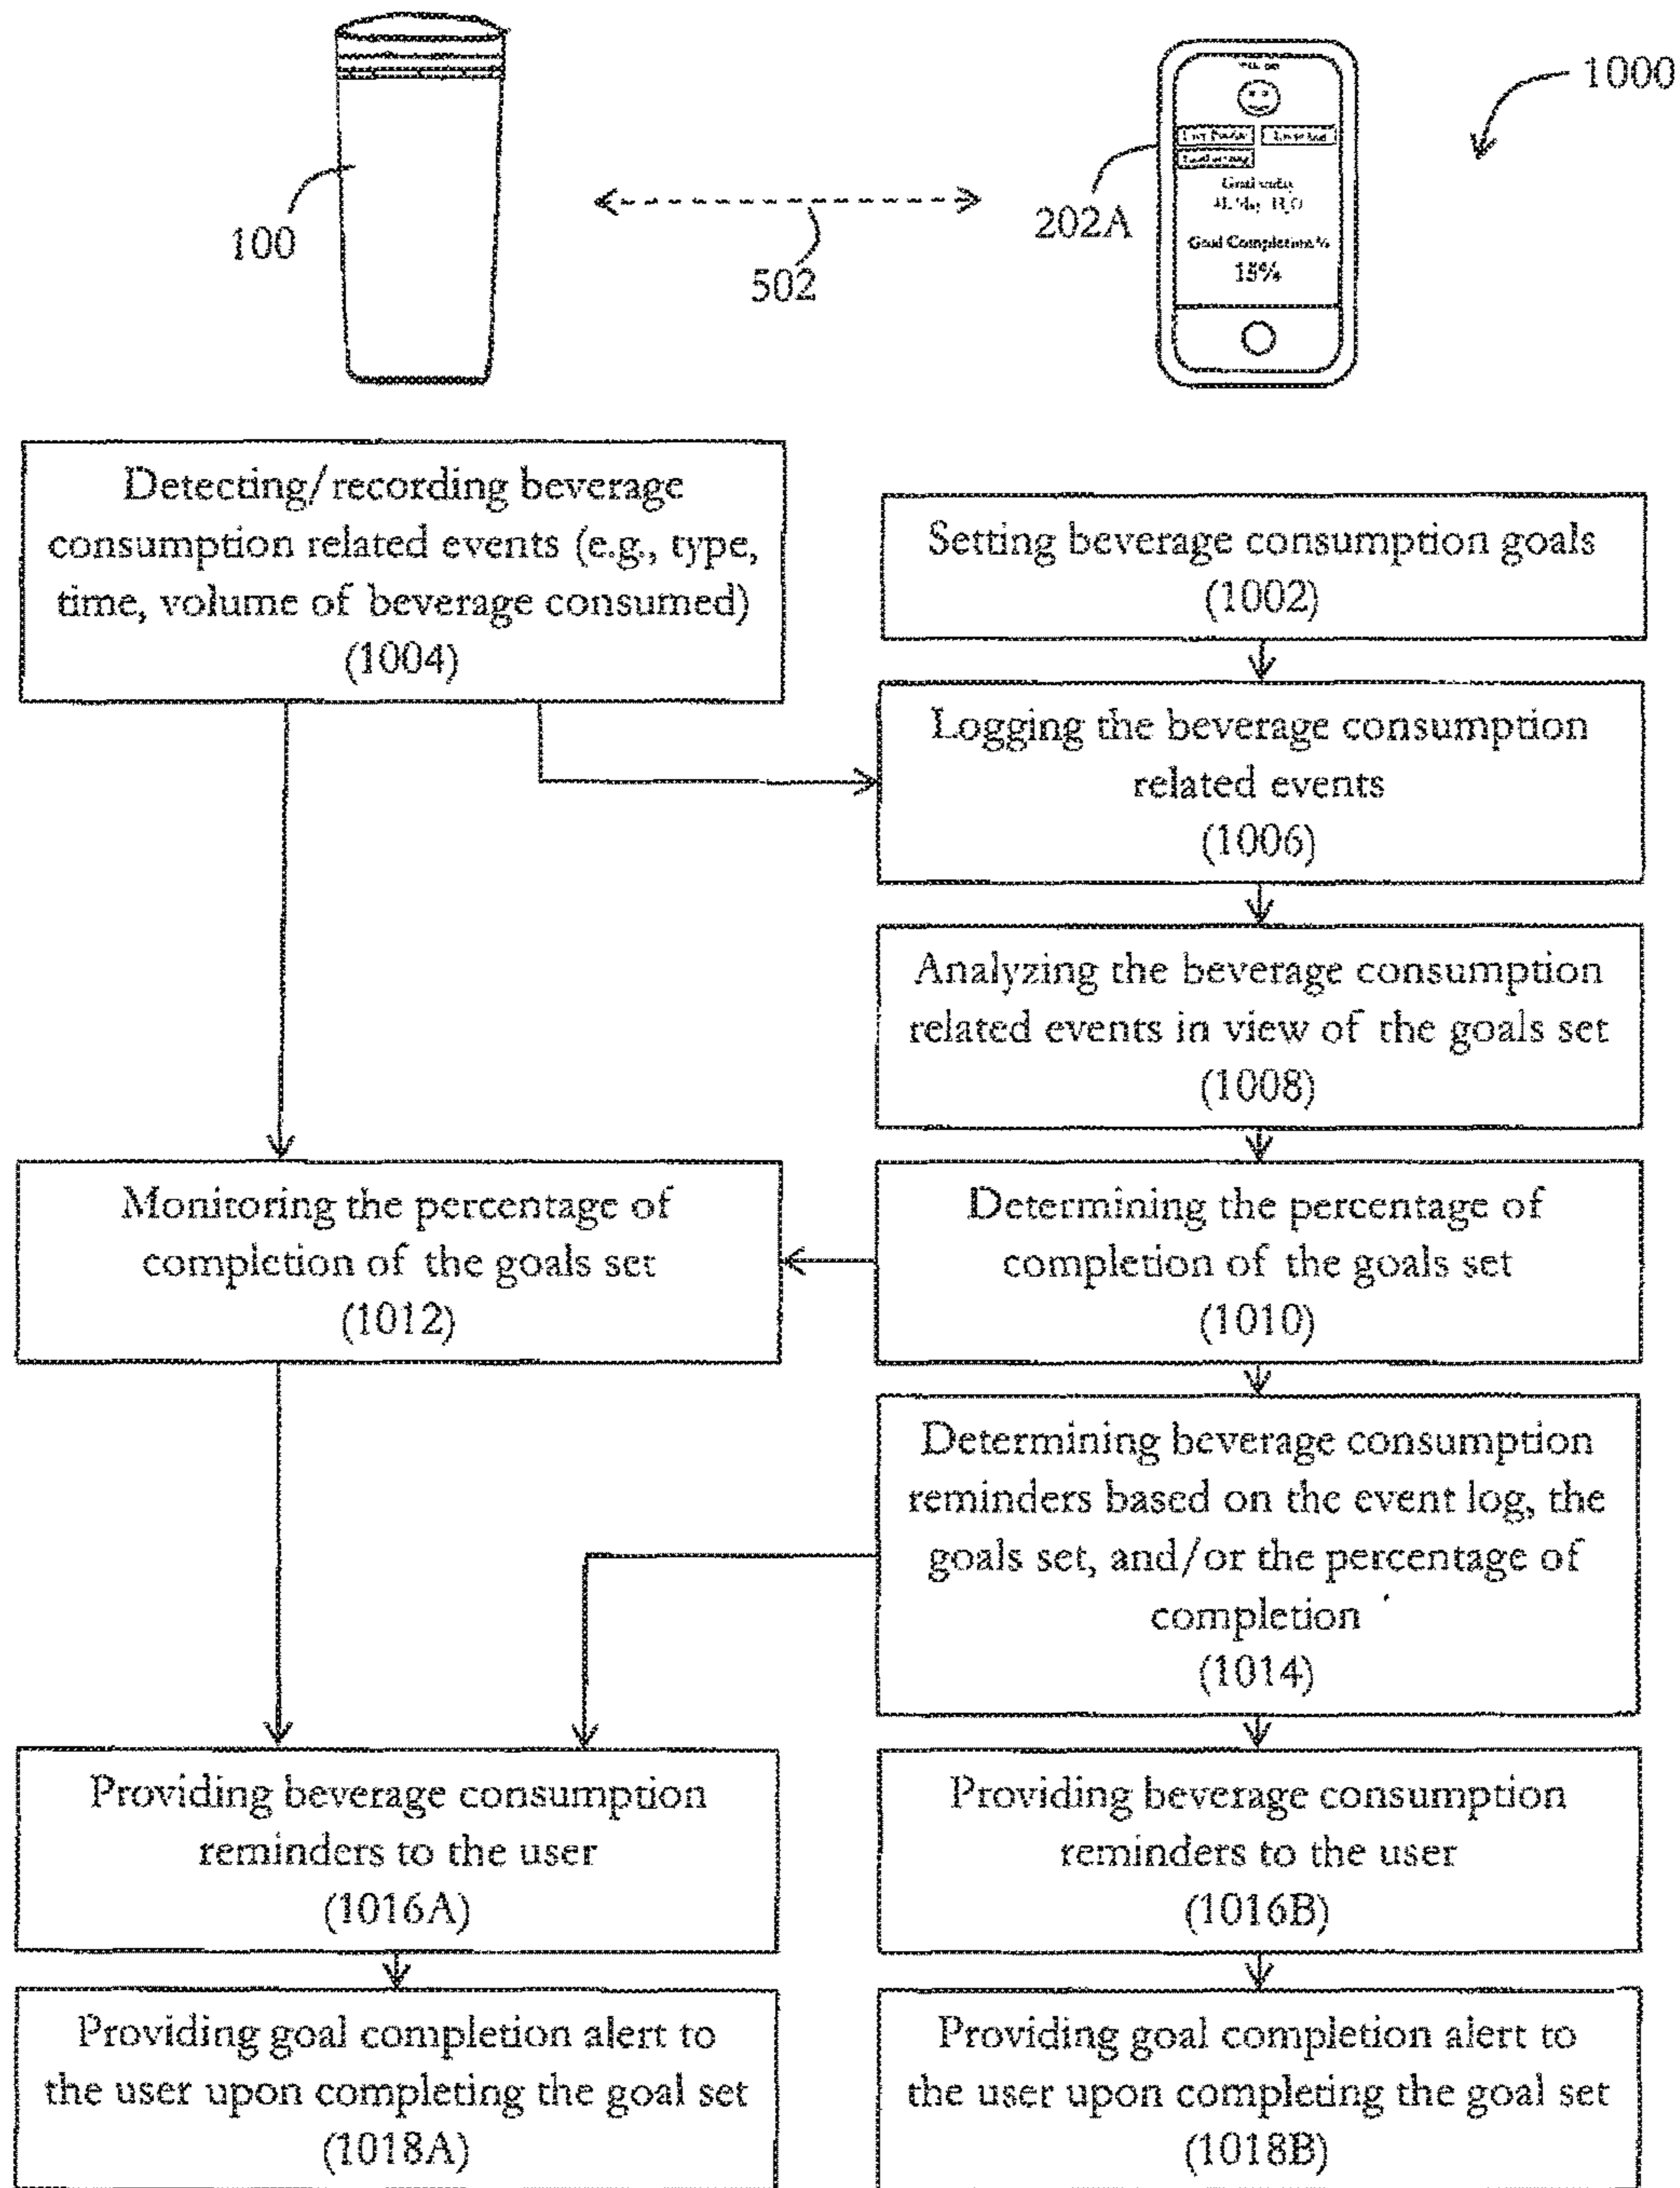 1000
100
502
202A
Goal Completion%
15%
Detecting/recording beverage
consumption related events (e.g., type,
time, volume of beverage consumed)
(1004)
Setting beverage consumption goals
(1002)
Logging the beverage consumption
related events
(1006)
Analyzing the beverage consumption
related events in view of the goals set
(1008)
Monitoring the percentage of
completion of the goals set
(1012)
Determining the percentage of
completion of the goals set
(1010)
Determining beverage consumption
reminders based on the event log, the
goals set, and/or the percentage of
completion
(1014)
Providing beverage consumption
reminders to the user
(1016A)
Providing beverage consumption
reminders to the user
(1016B)
Providing goal completion alert to
the user upon completing the goal set
(1018A)
Providing goal completion alert to
the user upon completing the goal set
(1018B)